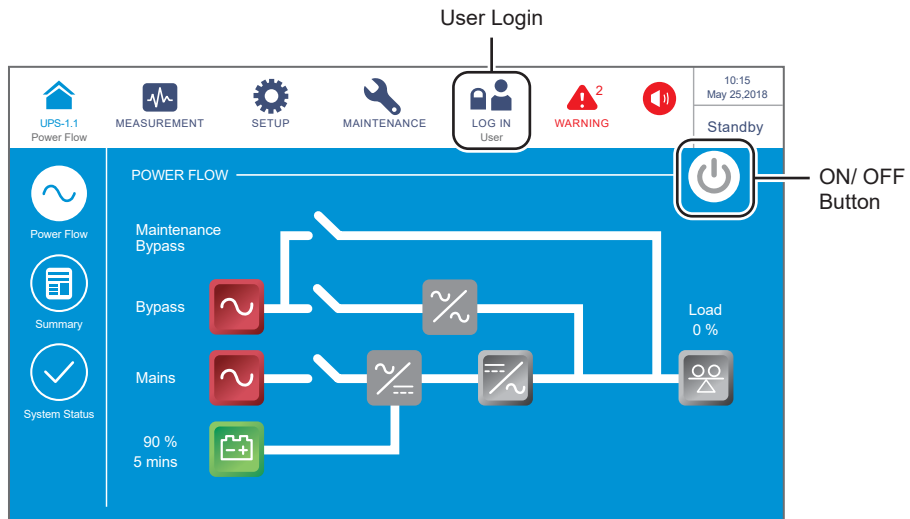 User Login
UPS-1.1
Power Flow
MEASUREMENT
SETUP
MAINTENANCE
LOG IN
User
2
WARNING
10:15
May 25,2018
Standby
POWER FLOW
ON/ OFF
Button
Power Flow
Summary
System Status
Maintenance
Bypass
Bypass
Load
0 %
Mains
90 %
5 mins